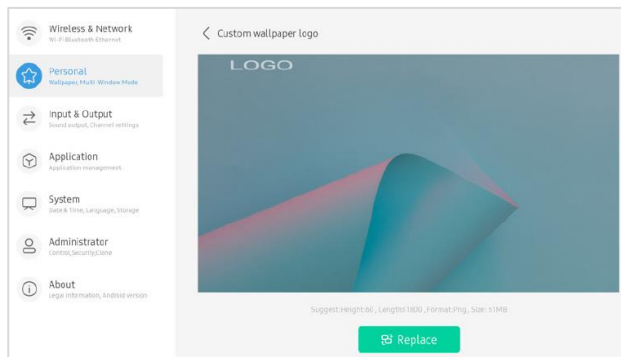 Wireless & Network
Wi-Fi Bluetooth Ethernet
Personal
Wallpaper, Multi-Window Mode
Input & Output
Sound output, Channel settings
Application
Application management
System
Date & Time, Language, Storage
Administrator
Control,Security,Clone
About
Legal information, Android version
Custom wallpaper logo
LOGO
Suggest:Height:60 , Length≤1800 , Format:Png , Size: ≤1MB
Replace